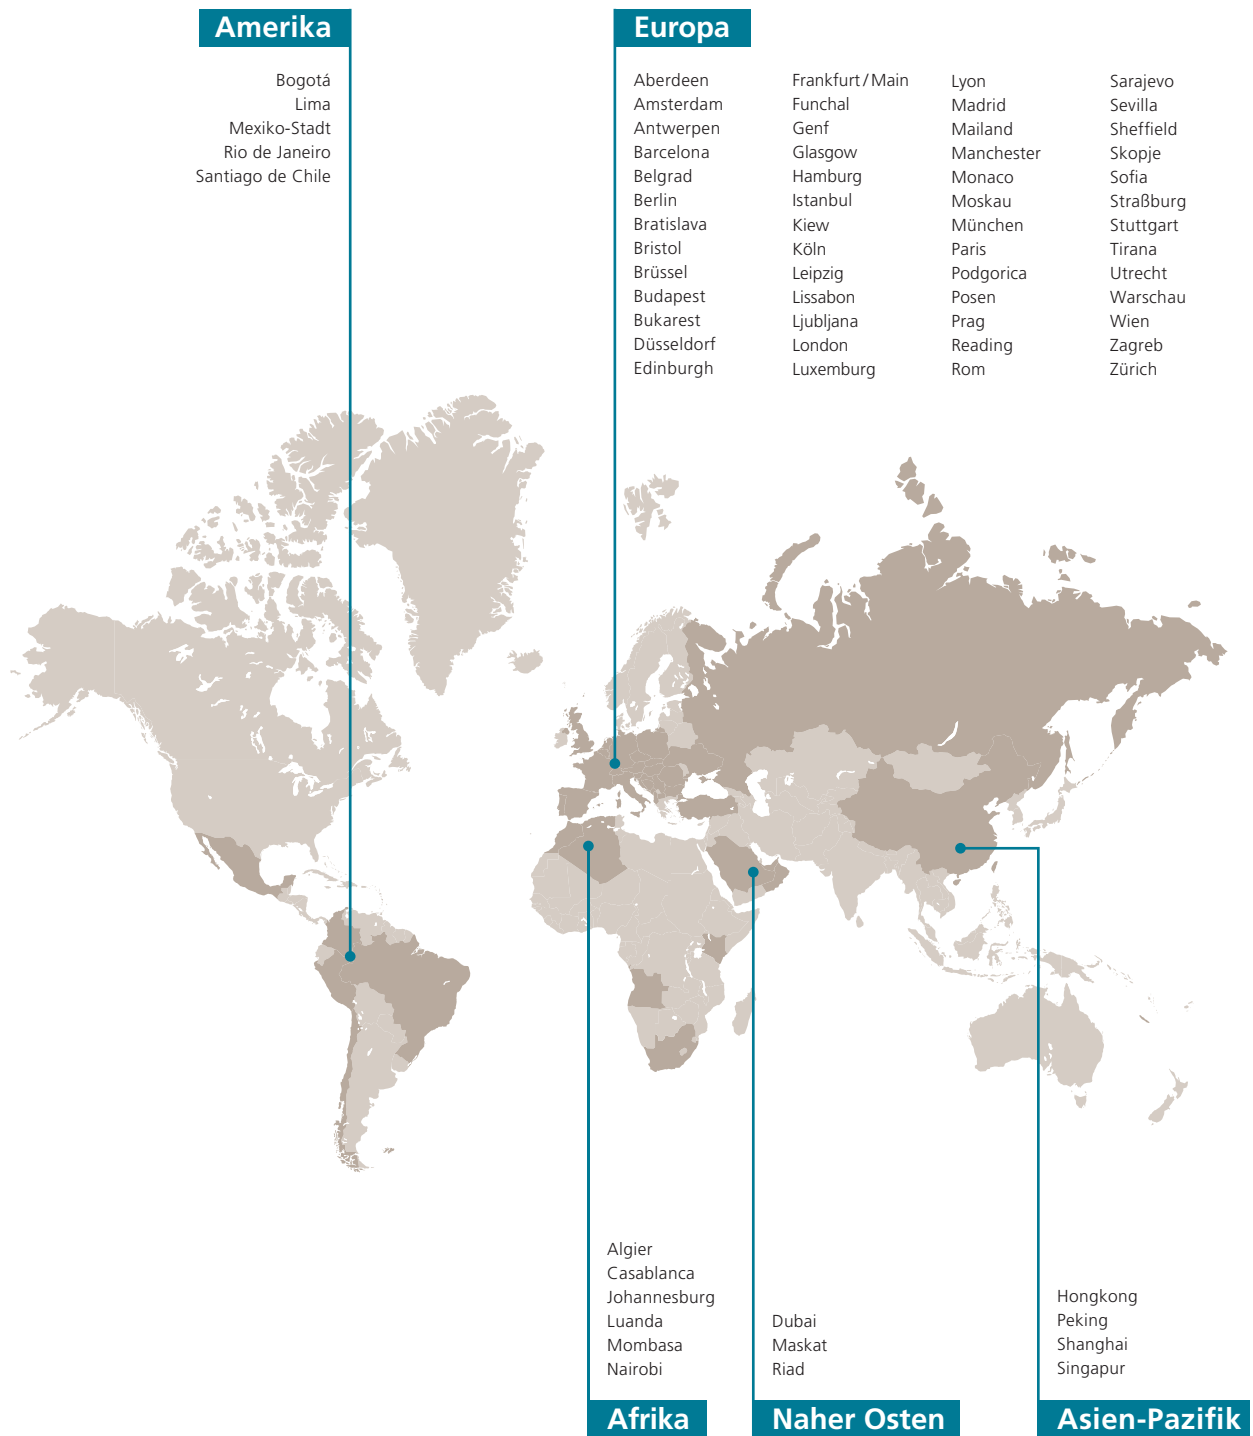 Amerika
Bogotá
Lima
Mexiko-Stadt
Rio de Janeiro
Santiago de Chile
Europa
Aberdeen
Amsterdam
Antwerpen
Barcelona
Belgrad
Berlin
Bratislava
Bristol
Brüssel
Budapest
Bukarest
Düsseldorf
Edinburgh
Frankfurt/Main
Funchal
Genf
Glasgow
Hamburg
Istanbul
Kiew
Köln
Leipzig
Lissabon
Ljubljana
London
Luxemburg
Lyon
Madrid
Mailand
Manchester
Monaco
Moskau
München
Paris
Podgorica
Posen
Prag
Reading
Rom
Sarajevo
Sevilla
Sheffield
Skopje
Sofia
Straßburg
Stuttgart
Tirana
Utrecht
Warschau
Wien
Zagreb
Zürich
Algier
Casablanca
Johannesburg
Luanda
Mombasa
Nairobi
Afrika
Dubai
Maskat
Riad
Naher Osten
Hongkong
Peking
Shanghai
Singapur
Asien-Pazifik